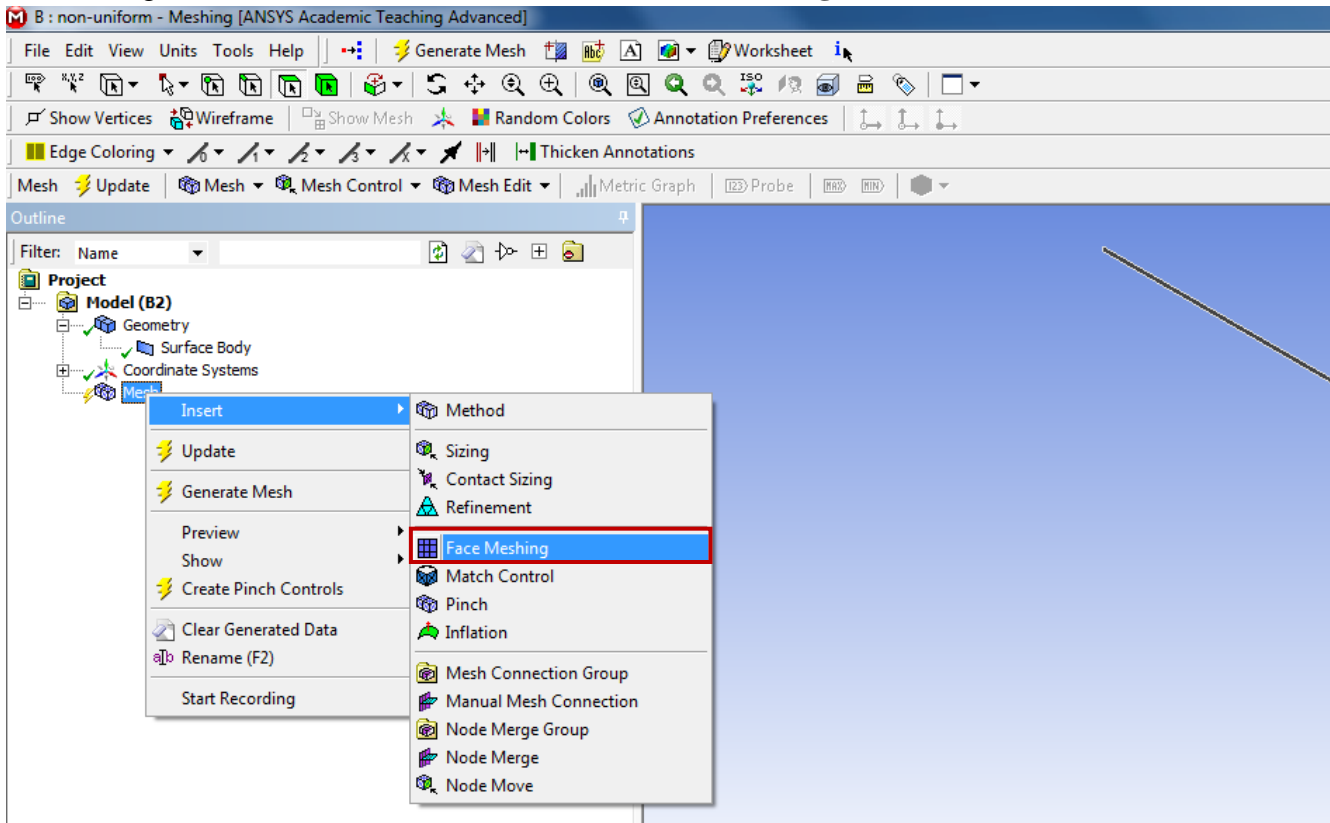 B : non-uniform - Meshing [ANSYS Academic Teaching Advanced]
File Edit View Units Tools Help Generate Mesh A Worksheet
ISO
Show Vertices Wireframe Show Mesh Random Colors Annotation Preferences
Edge Coloring Thicken Annotations
Mesh Update Mesh Mesh Control Mesh Edit Metric Graph Probe MAX MIN
Outline
Filter: Name
Project
Model (B2)
Geometry
Surface Body
Coordinate Systems
Mesh
Insert
Update
Generate Mesh
Preview
Show
Create Pinch Controls
Clear Generated Data
Rename (F2)
Start Recording
Method
Sizing
Contact Sizing
Refinement
Face Meshing
Match Control
Pinch
Inflation
Mesh Connection Group
Manual Mesh Connection
Node Merge Group
Node Merge
Node Move